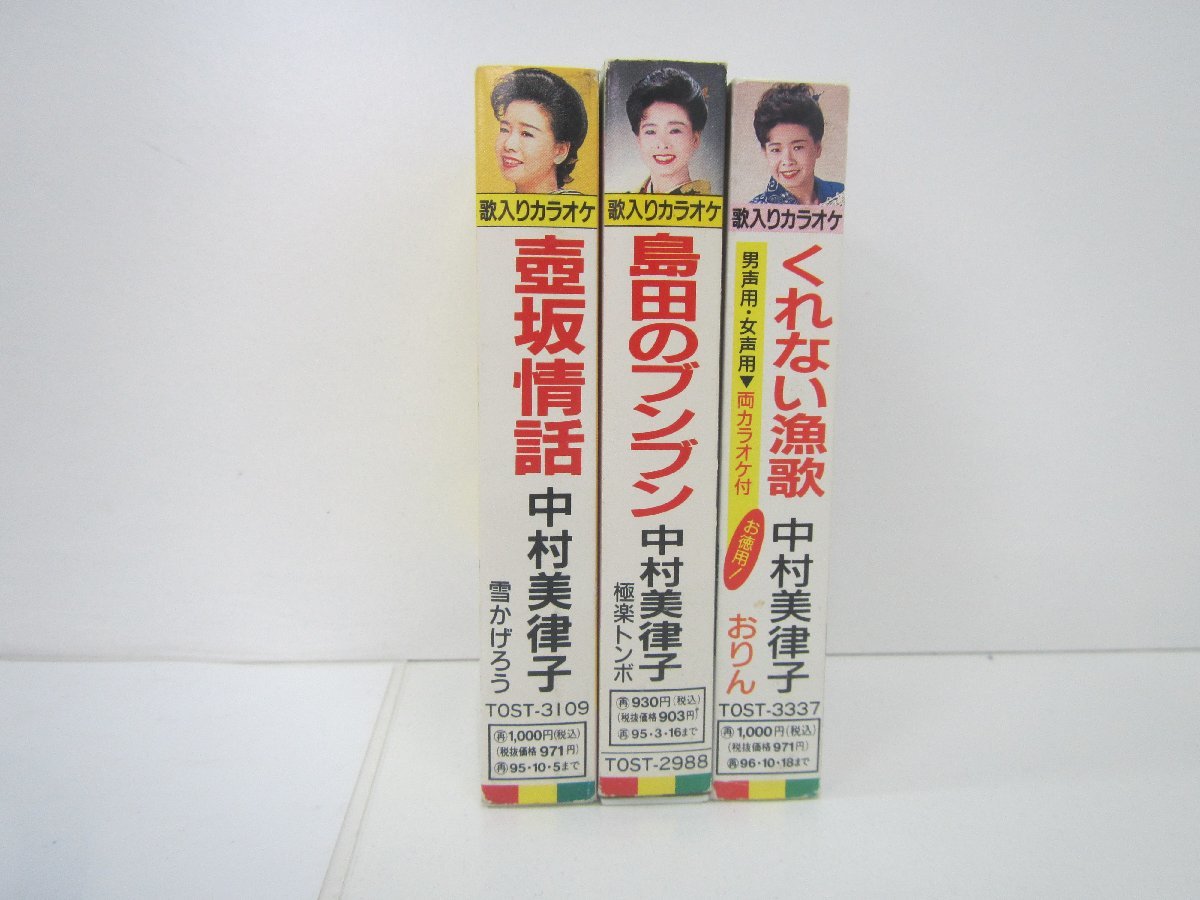 歌入りカラオケ
壺坂情話
中村美律子
雪かげろう
TOST-3109
再1,000円(税込)
(税抜価格971円)
再95・10・5まで
歌入りカラオケ
島田のブンブン
中村美律子
極楽トンボ
再930円(税込)
(税抜価格903円)
再95・3・16まで
TOST-2988
歌入りカラオケ
くれない漁歌
男声用・女声用▼両カラオケ付
お徳用!
中村美律子
おりん
TOST-3337
再1,000円(税込)
(税抜価格971円)
再96・10・18まで